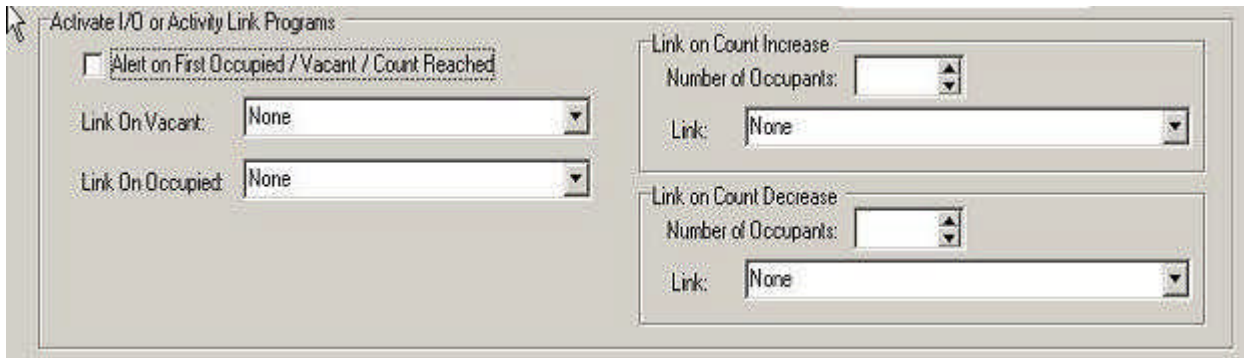 Activate I/O or Activity Link Programs
Alert on First Occupied / Vacant / Count Reached
Link On Vacant: None
Link On Occupied: None
Link on Count Increase
Number of Occupants:
Link: None
Link on Count Decrease
Number of Occupants:
Link: None